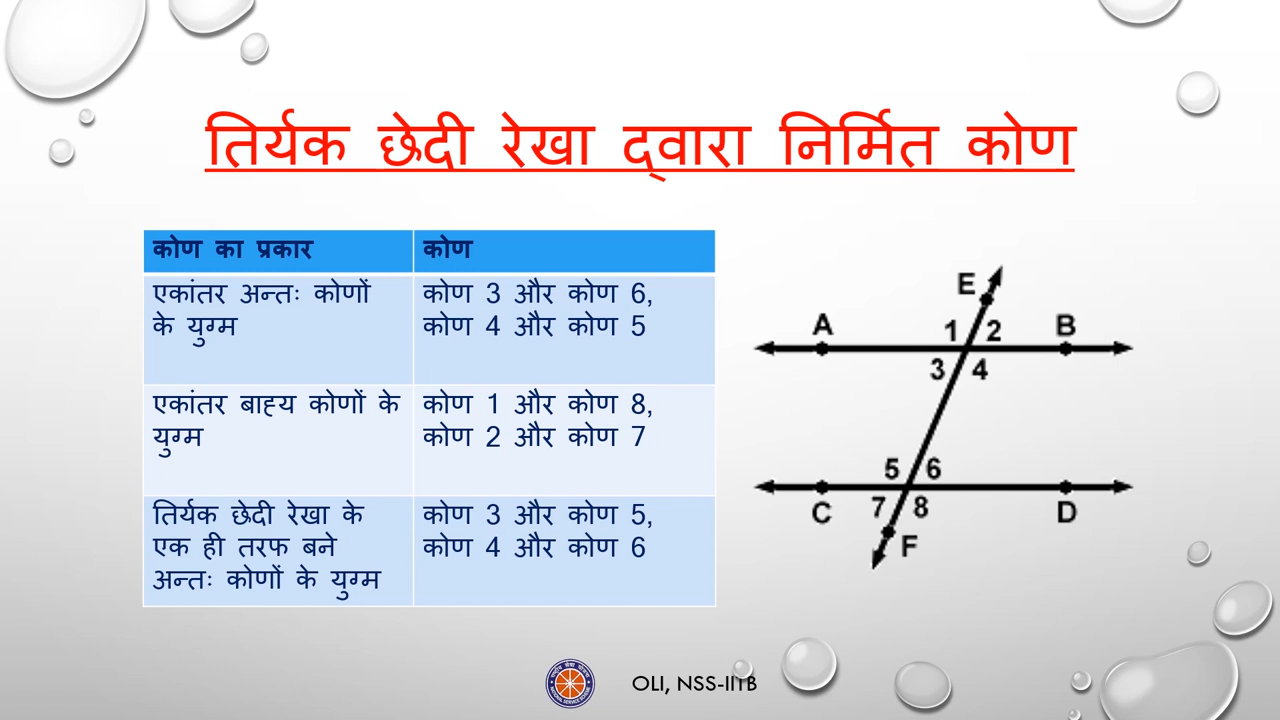 तिर्यक छेदी रेखा द्वारा निर्मित कोण
कोण का प्रकार
कोण
एकांतर अन्तः कोणों
के युग्म
कोण 3 और कोण 6,
कोण 4 और कोण 5
एकांतर बाह्य कोणों के
युग्म
कोण 1 और कोण 8,
कोण 2 और कोण 7
तिर्यक छेदी रेखा के
एक ही तरफ बने
अन्तः कोणों के युग्म
कोण 3 और कोण 5,
कोण 4 और कोण 6
E
A
1 2
B
3 4
5 6
C
7 8
D
F
OLI, NSS-IITB